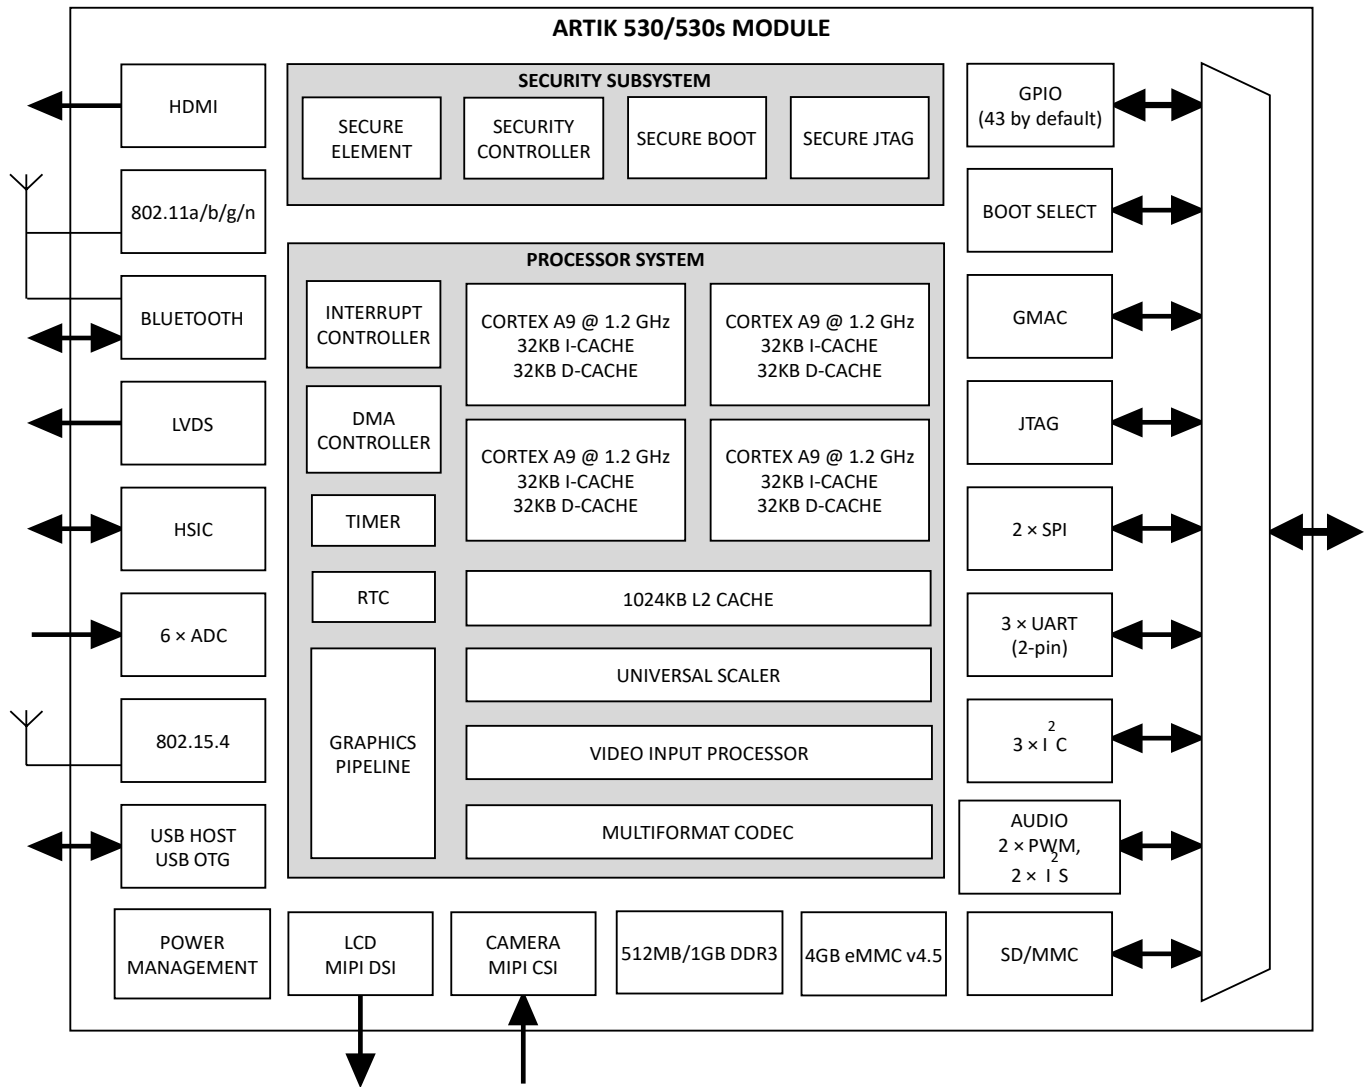 ARTIK 530/530s MODULE
HDMI
802.11a/b/g/n
BLUETOOTH
LVDS
HSIC
6 × ADC
802.15.4
USB HOST
USB OTG
POWER
MANAGEMENT
SECURITY SUBSYSTEM
SECURE
ELEMENT
SECURITY
CONTROLLER
SECURE BOOT
SECURE JTAG
PROCESSOR SYSTEM
INTERRUPT
CONTROLLER
DMA
CONTROLLER
TIMER
RTC
GRAPHICS
PIPELINE
CORTEX A9 @ 1.2 GHz
32KB I-CACHE
32KB D-CACHE
CORTEX A9 @ 1.2 GHz
32KB I-CACHE
32KB D-CACHE
CORTEX A9 @ 1.2 GHz
32KB I-CACHE
32KB D-CACHE
CORTEX A9 @ 1.2 GHz
32KB I-CACHE
32KB D-CACHE
1024KB L2 CACHE
UNIVERSAL SCALER
VIDEO INPUT PROCESSOR
MULTIFORMAT CODEC
LCD
MIPI DSI
CAMERA
MIPI CSI
512MB/1GB DDR3
4GB eMMC v4.5
GPIO
(43 by default)
BOOT SELECT
GMAC
JTAG
2 × SPI
3 × UART
(2-pin)
3 × I²C
AUDIO
2 × PWM,
2 × I²S
SD/MMC